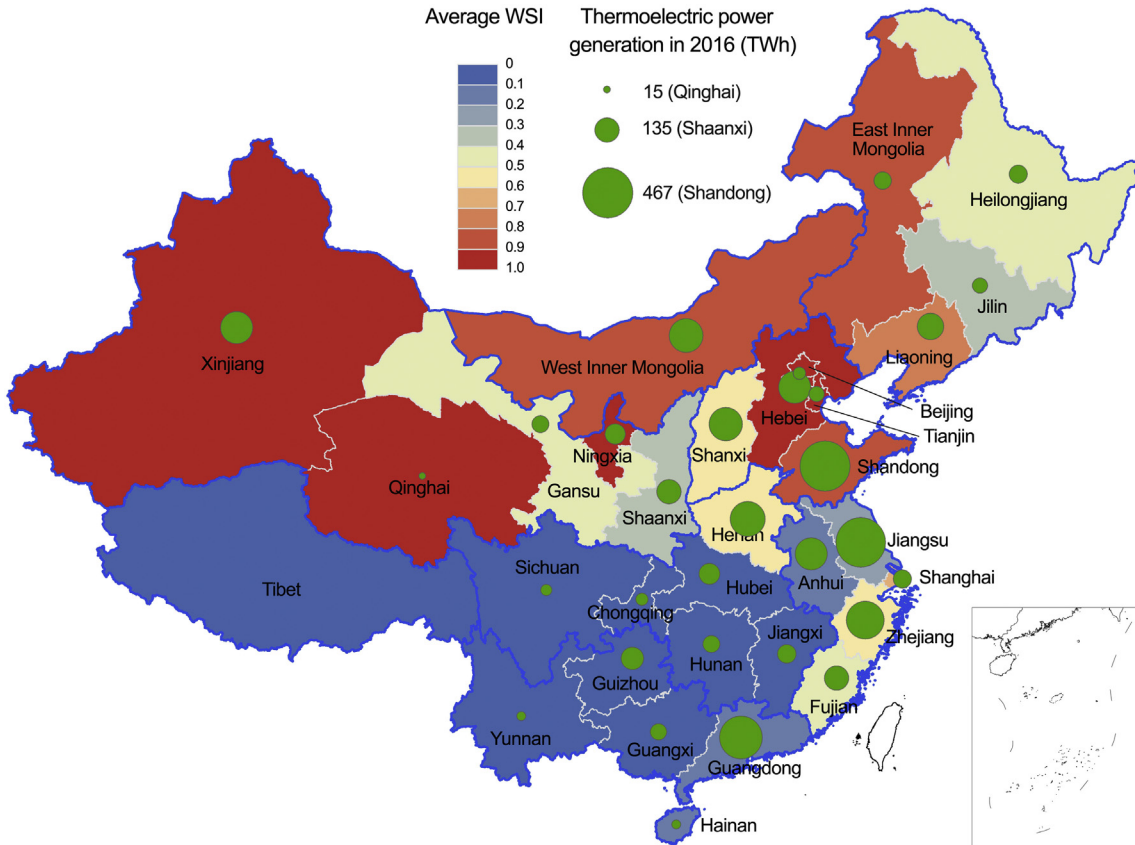 Average WSI
0
0.1
0.2
0.3
0.4
0.5
0.6
0.7
0.8
0.9
1.0
Thermoelectric power
generation in 2016 (TWh)
15 (Qinghai)
135 (Shaanxi)
467 (Shandong)
East Inner
Mongolia
Heilongjiang
Jilin
Liaoning
Xinjiang
West Inner Mongolia
Beijing
Tianjin
Hebei
Shanxi
Ningxia
Shandong
Qinghai
Gansu
Shaanxi
Henan
Jiangsu
Anhui
Shanghai
Sichuan
Tibet
Hubei
Chongqing
Zhejiang
Jiangxi
Hunan
Guizhou
Fujian
Yunnan
Guangxi
Guangdong
Hainan